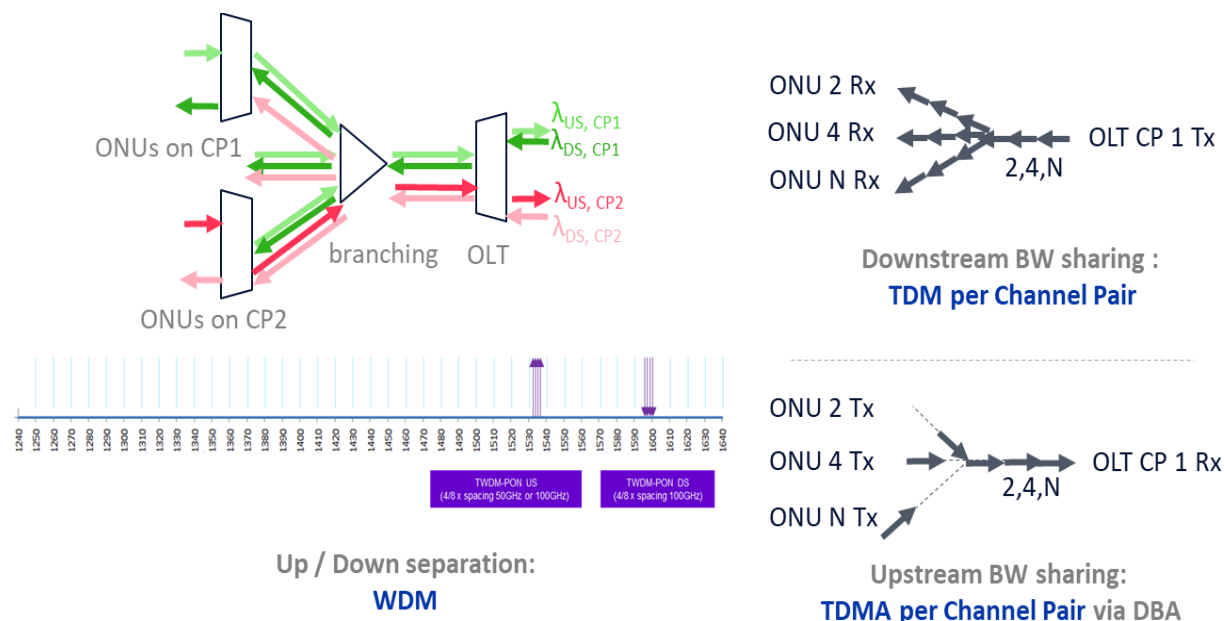 ONUs on CP1
ONUs on CP2
branching
OLT
λUS, CP1
λDS, CP1
λUS, CP2
λDS, CP2
1240 1250 1260 1270 1280 1290 1300 1310 1320 1330 1340 1350 1360 1370 1380 1390 1400 1410 1420 1430 1440 1450 1460 1470 1480 1490 1500 1510 1520 1530 1540 1550 1560 1570 1580 1590 1600 1610 1620 1630 1640
TWDM-PON US
(4/8 x spacing 50GHz or 100GHz)
TWDM-PON DS
(4/8 x spacing 100GHz)
Up / Down separation:
WDM
ONU 2 Rx
ONU 4 Rx
ONU N Rx
OLT CP 1 Tx
2,4,N
Downstream BW sharing :
TDM per Channel Pair
ONU 2 Tx
ONU 4 Tx
ONU N Tx
OLT CP 1 Rx
2,4,N
Upstream BW sharing:
TDMA per Channel Pair via DBA